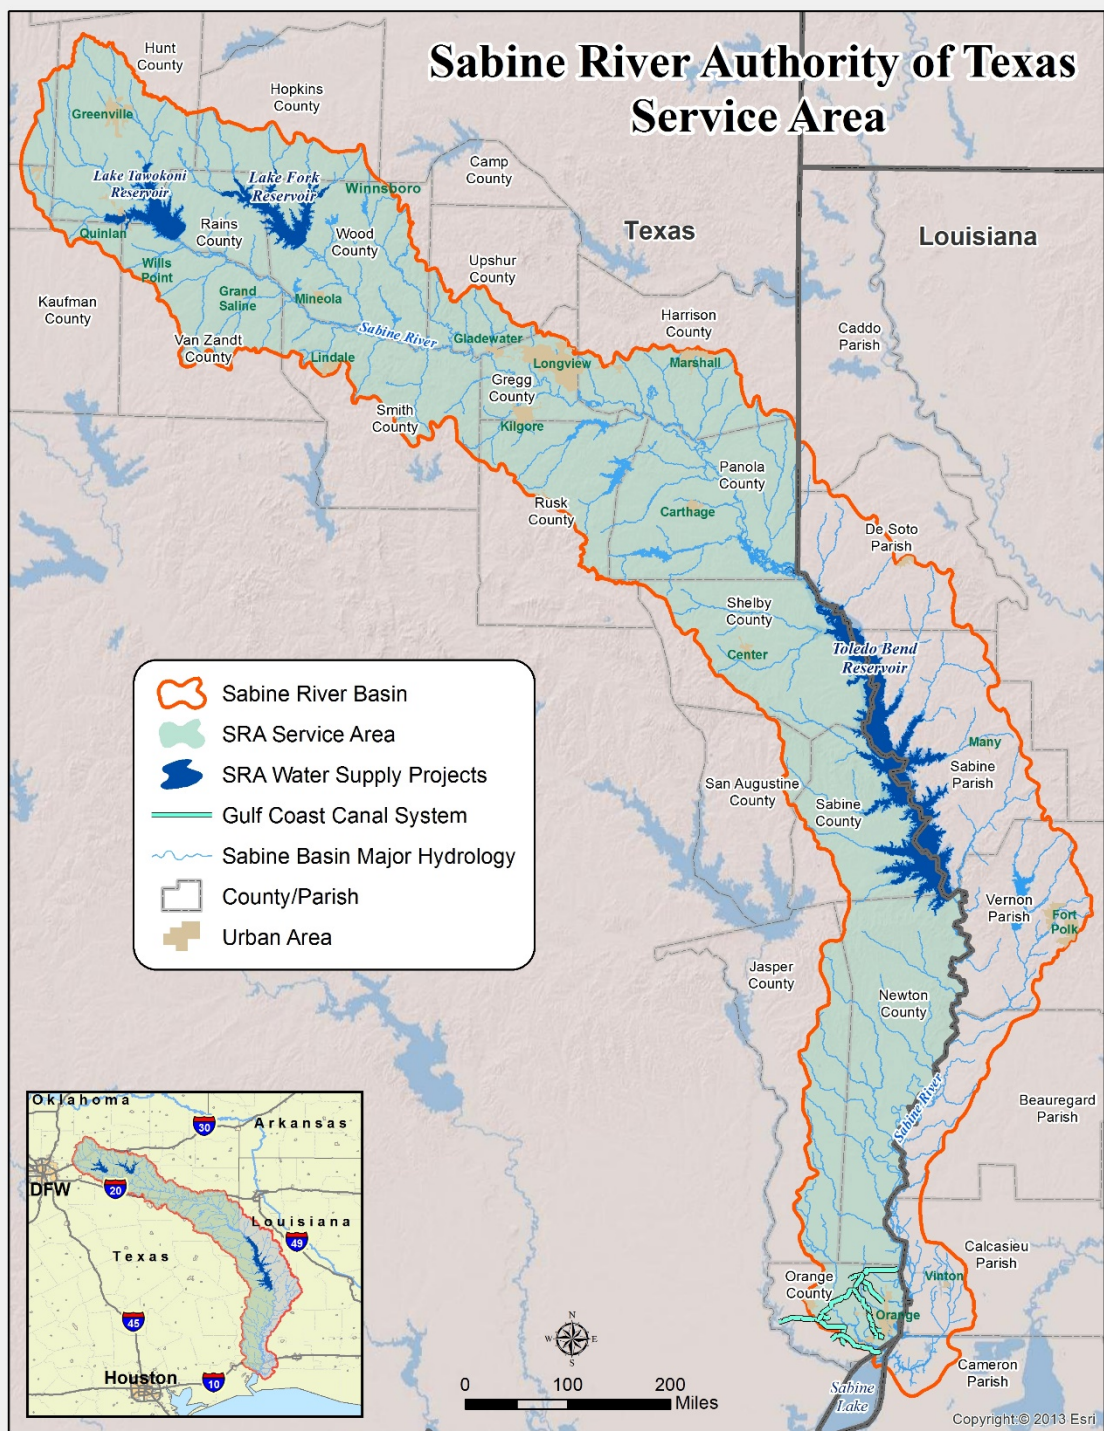 Sabine River Authority of Texas
Service Area
Hunt
County
Hopkins
County
Greenville
Camp
County
Lake Tawokoni
Reservoir
Lake Fork
Reservoir
Winnsboro
Texas
Louisiana
Quinlan
Rains
County
Wood
County
Wills
Point
Upshur
County
Grand
Saline
Mineola
Kaufman
County
Harrison
County
Caddo
Parish
Sabine River
Van Zandt
County
Gladewater
Lindale
Longview
Marshall
Gregg
County
Smith
County
Kilgore
Panola
County
Rusk
County
Carthage
De Soto
Parish
Shelby
County
Center
Toledo Bend
Reservoir
Sabine River Basin
SRA Service Area
SRA Water Supply Projects
Gulf Coast Canal System
Sabine Basin Major Hydrology
County/Parish
Urban Area
Many
Sabine
Parish
San Augustine
County
Sabine
County
Vernon
Parish
Fort
Polk
Jasper
County
Newton
County
Sabine River
Beauregard
Parish
Oklahoma
30
Arkansas
DFW
20
Louisiana
49
Texas
45
Houston
10
Calcasieu
Parish
Orange
County
Vinton
Orange
N
W
E
S
Cameron
Parish
Sabine
Lake
0 100 200
Miles
Copyright:© 2013 Esri